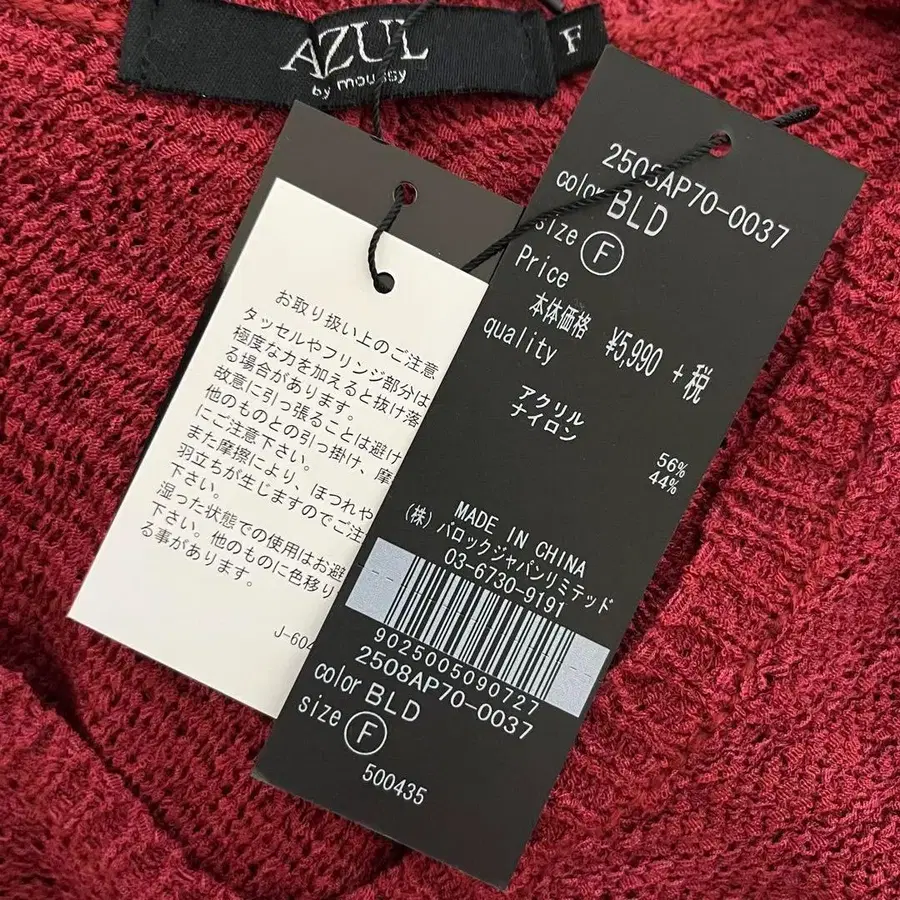 AZUL
by moussy
F
お取り扱い上のご注意
タッセルやフリンジ部分は
極度な力を加えると抜け落
る場合があります。
故意に引っ張ることは避け
他のものとの引っ掛け、摩
にご注意下さい。
また摩擦により、ほつれや
羽立ちが生じますのでご注
下さい。
湿った状態での使用はお避
下さい。他のものに色移り
る事があります。
J-604
2508AP70-0037
color BLD
size F
Price
本体価格 ¥5,990 +税
quality
アクリル 56%
ナイロン 44%
MADE IN CHINA
(株) バロックジャパンリミテッド
03-6730-9191
9025005090727
2508AP70-0037
color BLD
size F
500435